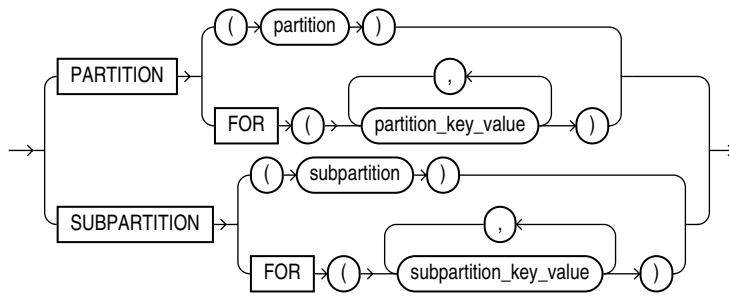 ( partition )
PARTITION
,
FOR ( partition_key_value )
( subpartition )
SUBPARTITION
,
FOR ( subpartition_key_value )